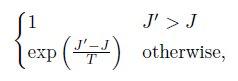 1 J′ > J
exp (J′−J / T) otherwise,